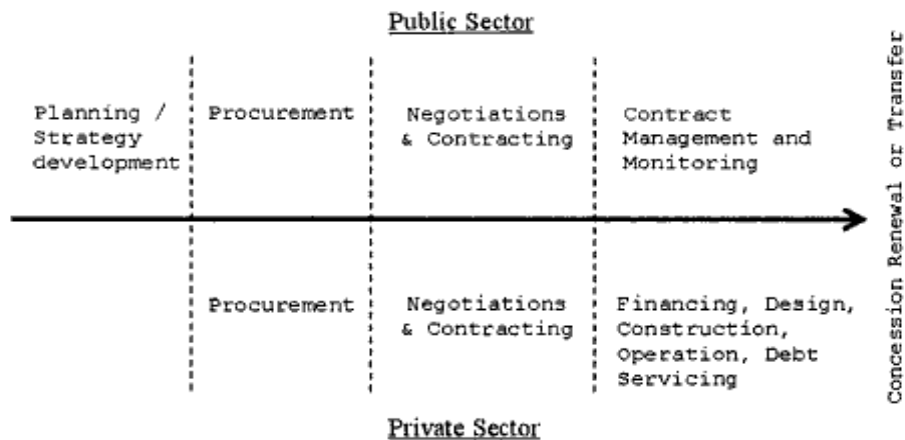 Public Sector
Planning /
Strategy
development
Procurement
Negotiations
& Contracting
Contract
Management and
Monitoring
Procurement
Negotiations
& Contracting
Financing, Design,
Construction,
Operation, Debt
Servicing
Private Sector
Concession Renewal or Transfer